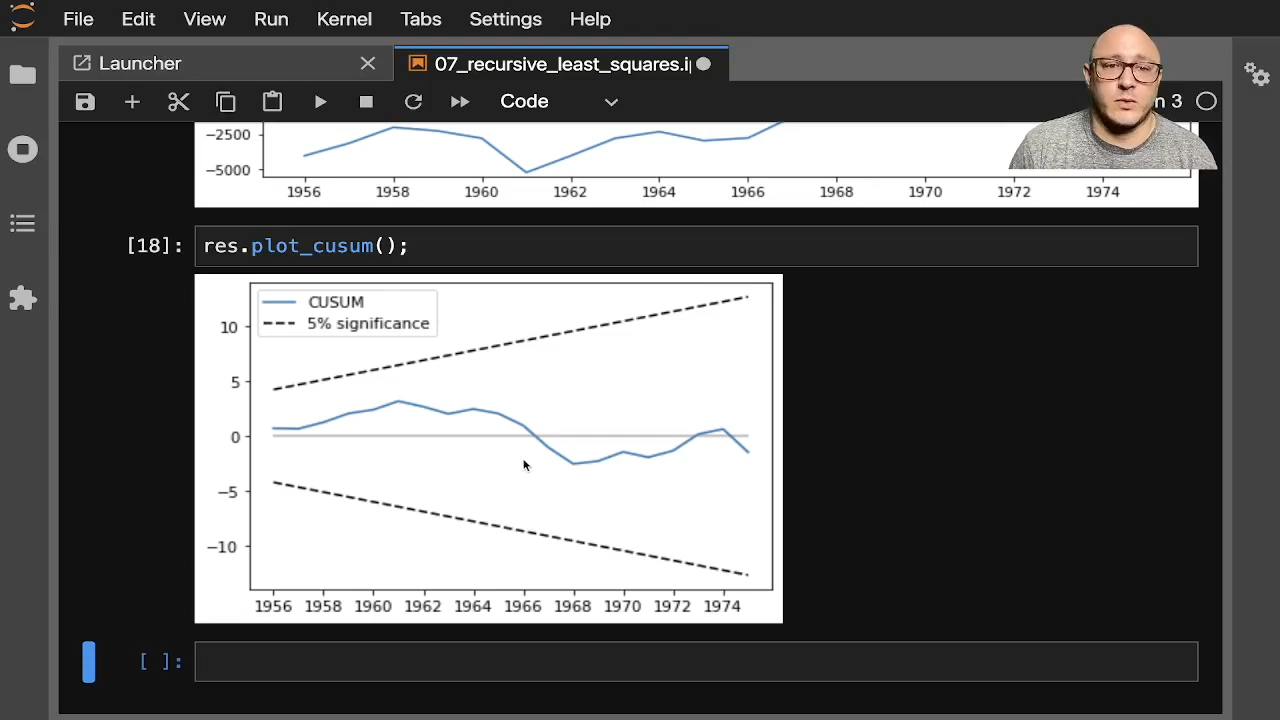 File Edit View Run Kernel Tabs Settings Help
Launcher
07_recursive_least_squares.i
Code
n 3
−2500
−5000
1956 1958 1960 1962 1964 1966 1968 1970 1972 1974
[18]: res.plot_cusum();
CUSUM
5% significance
10
5
0
−5
−10
1956 1958 1960 1962 1964 1966 1968 1970 1972 1974
[ ]: